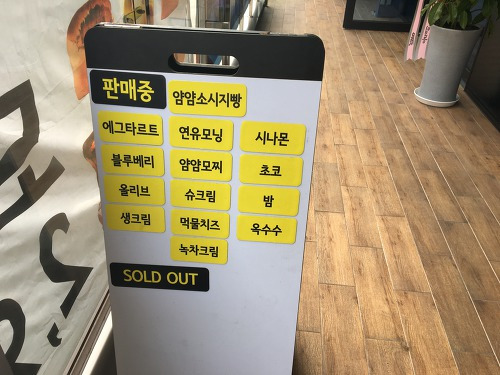 판매중 얌얌소시지빵
에그타르트 연유모닝 시나몬
블루베리 얌얌모찌 초코
올리브 슈크림 밤
생크림 먹물치즈 옥수수
녹차크림
SOLD OUT